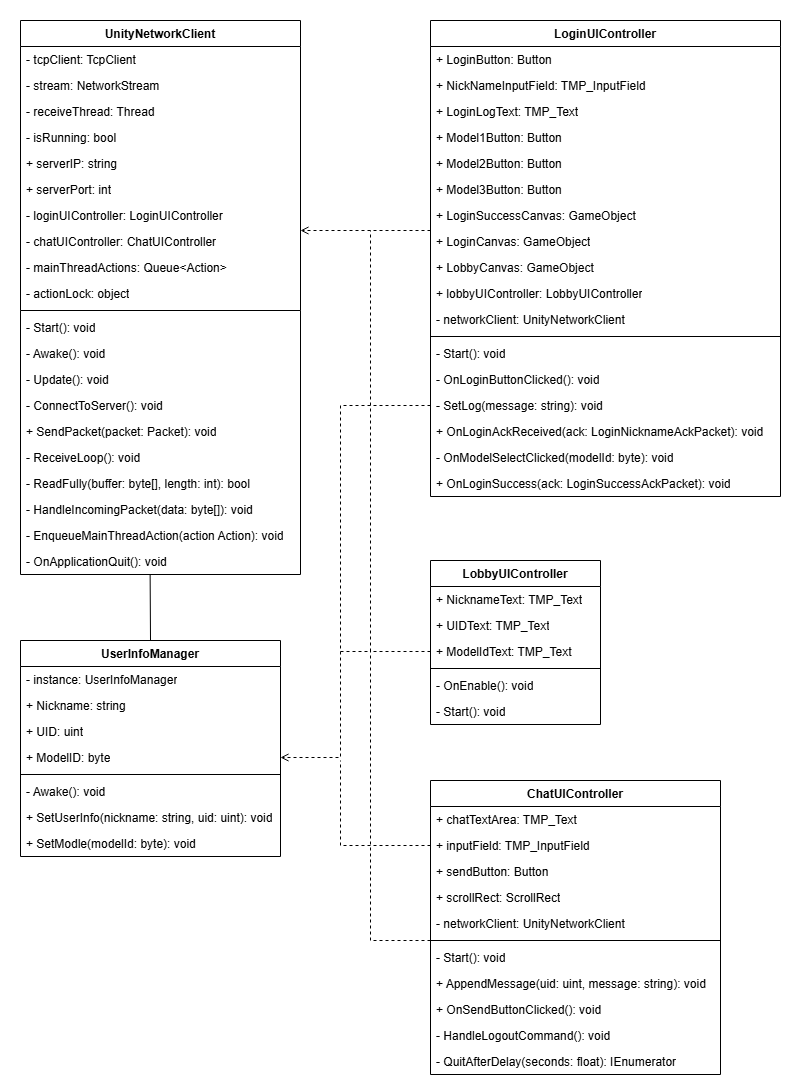 UnityNetworkClient
- tcpClient: TcpClient
- stream: NetworkStream
- receiveThread: Thread
- isRunning: bool
+ serverIP: string
+ serverPort: int
- loginUIController: LoginUIController
- chatUIController: ChatUIController
- mainThreadActions: Queue<Action>
- actionLock: object
- Start(): void
- Awake(): void
- Update(): void
- ConnectToServer(): void
+ SendPacket(packet: Packet): void
- ReceiveLoop(): void
- ReadFully(buffer: byte[], length: int): bool
- HandleIncomingPacket(data: byte[]): void
- EnqueueMainThreadAction(action Action): void
- OnApplicationQuit(): void
UserInfoManager
- instance: UserInfoManager
+ Nickname: string
+ UID: uint
+ ModelID: byte
- Awake(): void
+ SetUserInfo(nickname: string, uid: uint): void
+ SetModle(modelId: byte): void
LoginUIController
+ LoginButton: Button
+ NickNameInputField: TMP_InputField
+ LoginLogText: TMP_Text
+ Model1Button: Button
+ Model2Button: Button
+ Model3Button: Button
+ LoginSuccessCanvas: GameObject
+ LoginCanvas: GameObject
+ LobbyCanvas: GameObject
+ lobbyUIController: LobbyUIController
- networkClient: UnityNetworkClient
- Start(): void
- OnLoginButtonClicked(): void
- SetLog(message: string): void
+ OnLoginAckReceived(ack: LoginNicknameAckPacket): void
- OnModelSelectClicked(modelId: byte): void
+ OnLoginSuccess(ack: LoginSuccessAckPacket): void
LobbyUIController
+ NicknameText: TMP_Text
+ UIDText: TMP_Text
+ ModelIdText: TMP_Text
- OnEnable(): void
- Start(): void
ChatUIController
+ chatTextArea: TMP_Text
+ inputField: TMP_InputField
+ sendButton: Button
+ scrollRect: ScrollRect
- networkClient: UnityNetworkClient
- Start(): void
+ AppendMessage(uid: uint, message: string): void
+ OnSendButtonClicked(): void
- HandleLogoutCommand(): void
- QuitAfterDelay(seconds: float): IEnumerator